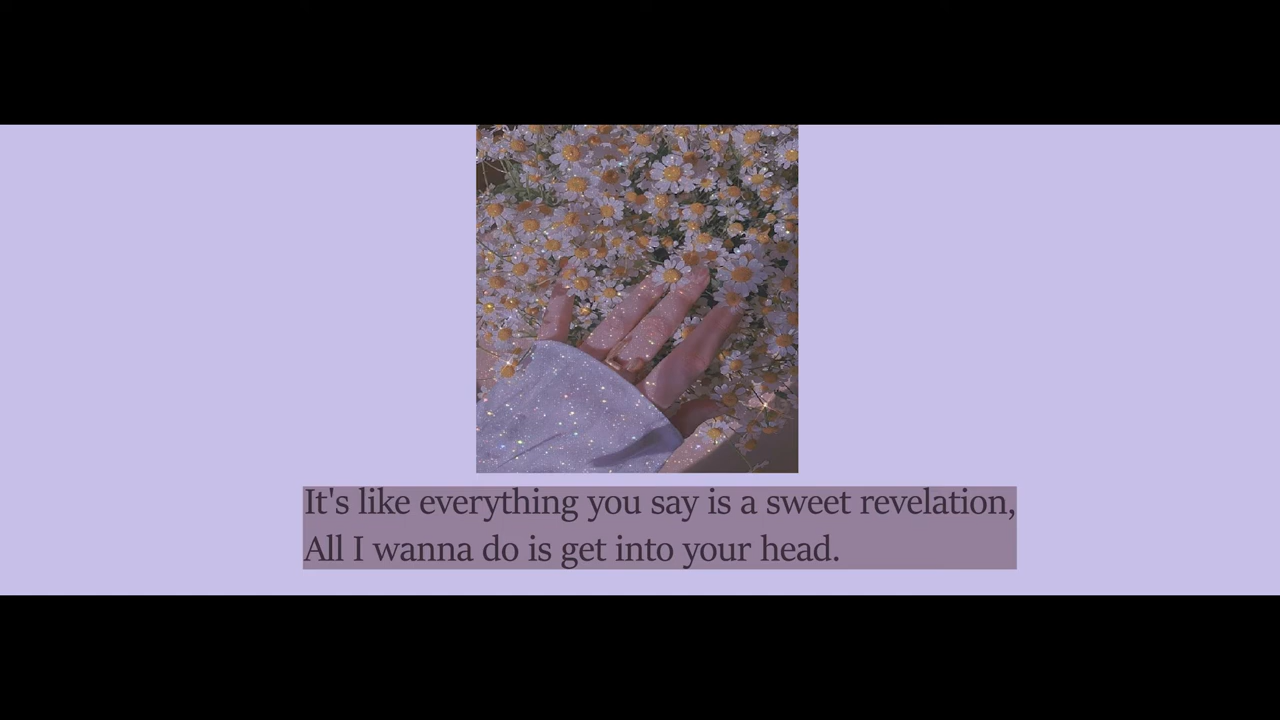 It's like everything you say is a sweet revelation,
All I wanna do is get into your head.